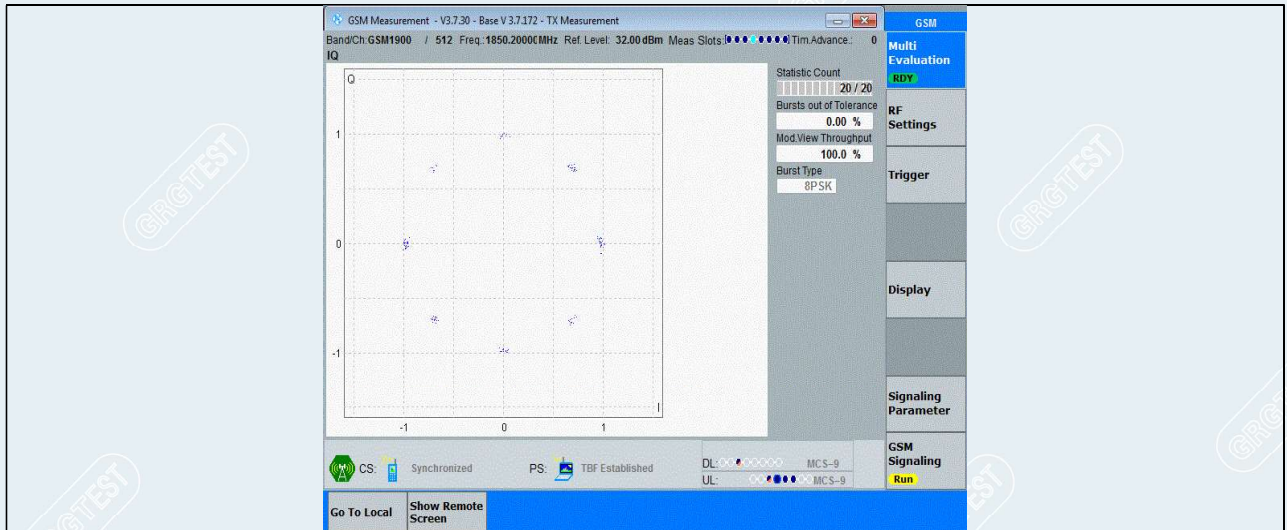 GSM Measurement - V3.7.30 - Base V 3.7.172 - TX Measurement
Band/Ch:GSM1900 / 512 Freq.:1850.20000MHz Ref. Level: 32.00 dBm Meas Slots: Tim.Advance.: 0
IQ
Q
1
0
-1
-1 0 1
I
Statistic Count
20 / 20
Bursts out of Tolerance
0.00 %
Mod.View Throughput
100.0 %
Burst Type
8PSK
GSM
Multi
Evaluation
RDY
RF
Settings
Trigger
Display
Signaling
Parameter
GSM
Signaling
Run
CS: Synchronized PS: TBF Established DL: MCS-9
UL: MCS-9
Go To Local
Show Remote
Screen
GRGTEST
GRGTEST
GRGTEST
GRGTEST